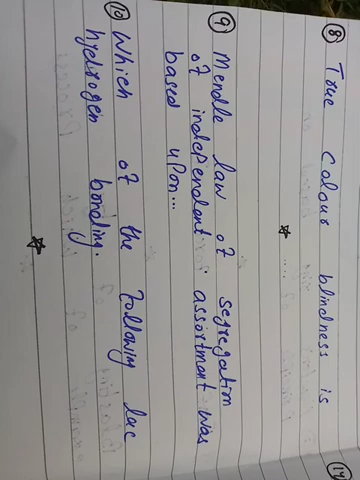 14
⑧ True Colour blindness is
....
⑨ Mendle law of segregation
of independent assortment was
based upon...
⑩ Which of the following lac
hydrogen bonding.